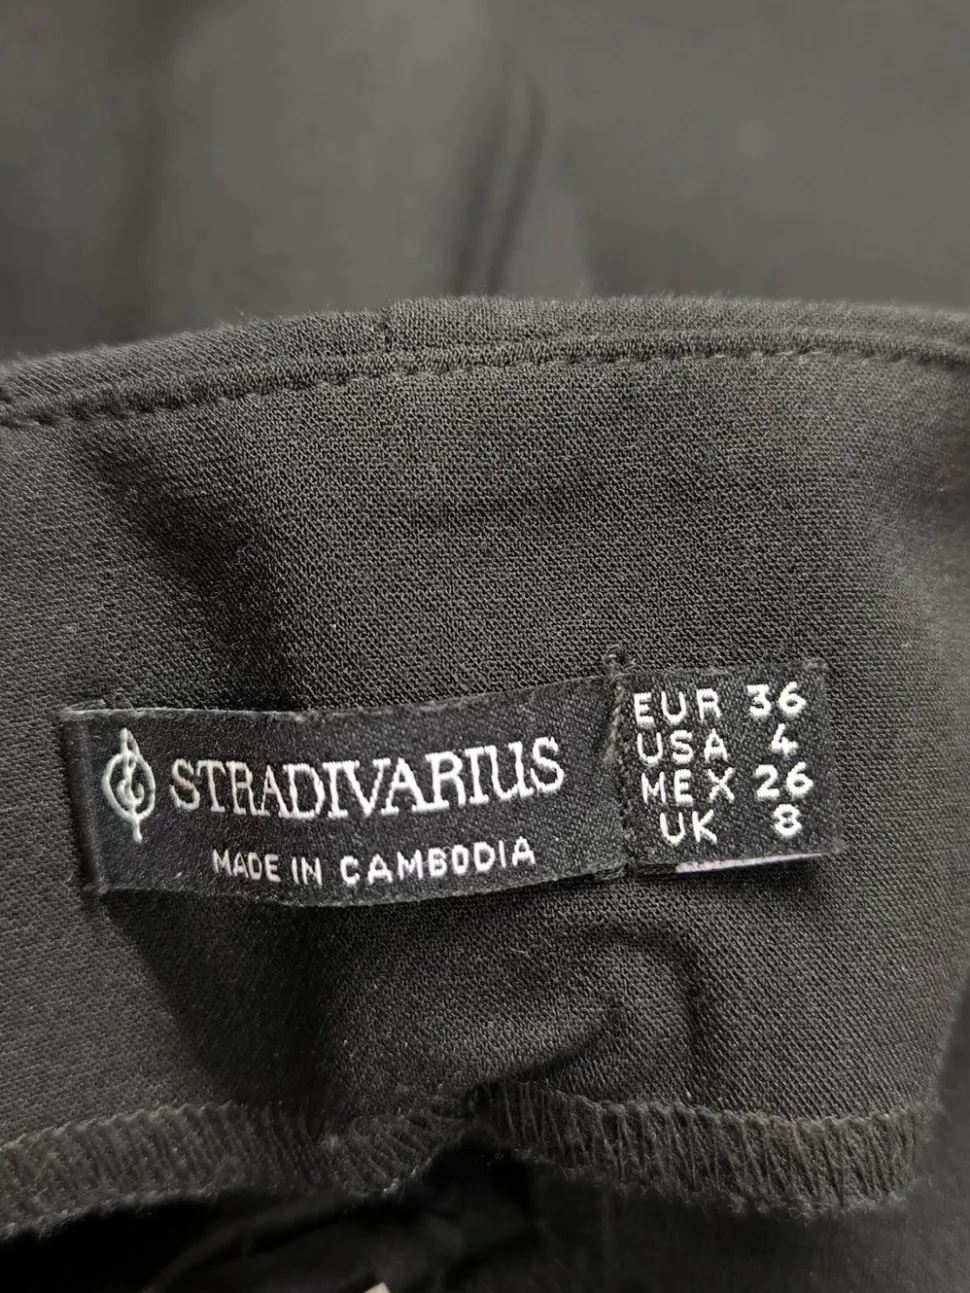 STRADIVARIUS
MADE IN CAMBODIA
EUR 36
USA 4
MEX 26
UK 8